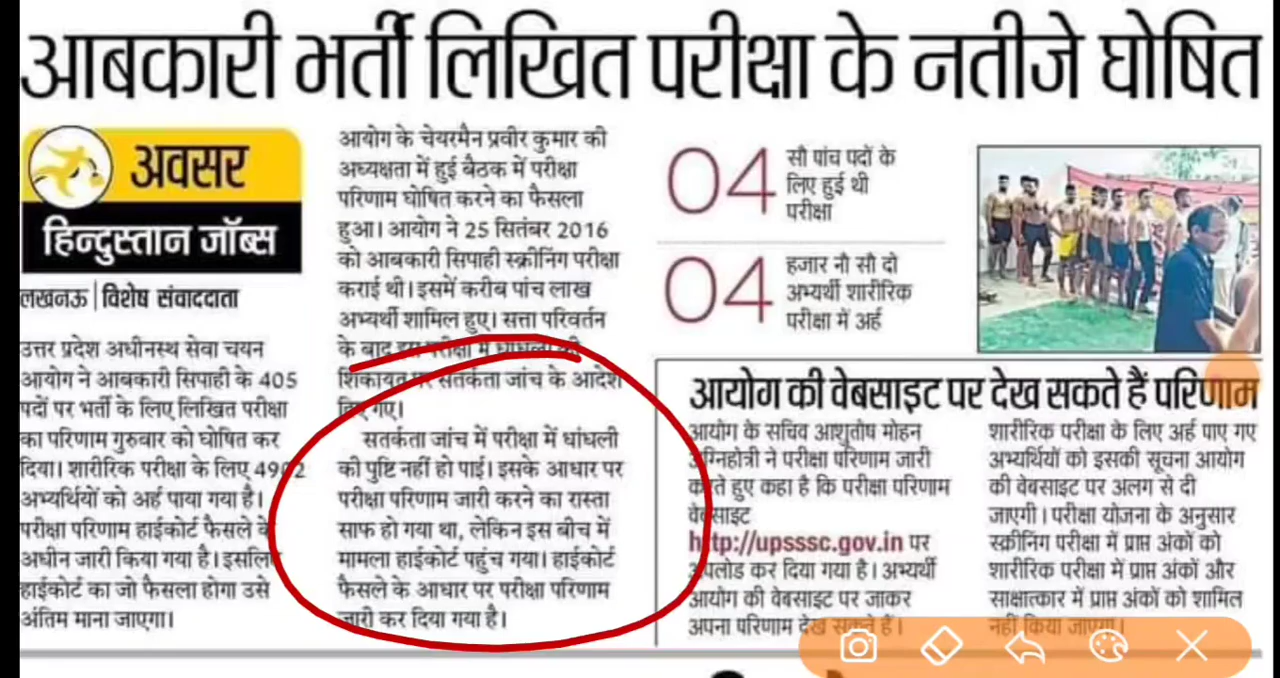 आबकारी भर्ती लिखित परीक्षा के नतीजे घोषित
अवसर
हिन्दुस्तान जॉब्स
लखनऊ | विशेष संवाददाता
उत्तर प्रदेश अधीनस्थ सेवा चयन
आयोग ने आबकारी सिपाही के 405
पदों पर भर्ती के लिए लिखित परीक्षा
का परिणाम गुरुवार को घोषित कर
दिया। शारीरिक परीक्षा के लिए 4902
अभ्यर्थियों को अर्ह पाया गया है।
परीक्षा परिणाम हाईकोर्ट फैसले के
अधीन जारी किया गया है। इसलिए
हाईकोर्ट का जो फैसला होगा उसे
अंतिम माना जाएगा।
आयोग के चेयरमैन प्रवीर कुमार की
अध्यक्षता में हुई बैठक में परीक्षा
परिणाम घोषित करने का फैसला
हुआ। आयोग ने 25 सितंबर 2016
को आबकारी सिपाही स्क्रीनिंग परीक्षा
कराई थी। इसमें करीब पांच लाख
अभ्यर्थी शामिल हुए। सत्ता परिवर्तन
के बाद इस परीक्षा में धांधली की
शिकायत पर सतर्कता जांच के आदेश
दिए गए।
सतर्कता जांच में परीक्षा में धांधली
की पुष्टि नहीं हो पाई। इसके आधार पर
परीक्षा परिणाम जारी करने का रास्ता
साफ हो गया था, लेकिन इस बीच में
मामला हाईकोर्ट पहुंच गया। हाईकोर्ट
फैसले के आधार पर परीक्षा परिणाम
जारी कर दिया गया है।
04 सौ पांच पदों के
लिए हुई थी
परीक्षा
04 हजार नौ सौ दो
अभ्यर्थी शारीरिक
परीक्षा में अर्ह
आयोग की वेबसाइट पर देख सकते हैं परिणाम
आयोग के सचिव आशुतोष मोहन
अग्निहोत्री ने परीक्षा परिणाम जारी
करते हुए कहा है कि परीक्षा परिणाम
वेबसाइट
http://upsssc.gov.in पर
अपलोड कर दिया गया है। अभ्यर्थी
आयोग की वेबसाइट पर जाकर
अपना परिणाम देख सकते हैं।
शारीरिक परीक्षा के लिए अर्ह पाए गए
अभ्यर्थियों को इसकी सूचना आयोग
की वेबसाइट पर अलग से दी
जाएगी। परीक्षा योजना के अनुसार
स्क्रीनिंग परीक्षा में प्राप्त अंकों को
शारीरिक परीक्षा में प्राप्त अंकों और
साक्षात्कार में प्राप्त अंकों को शामिल
नहीं किया जाएगा।